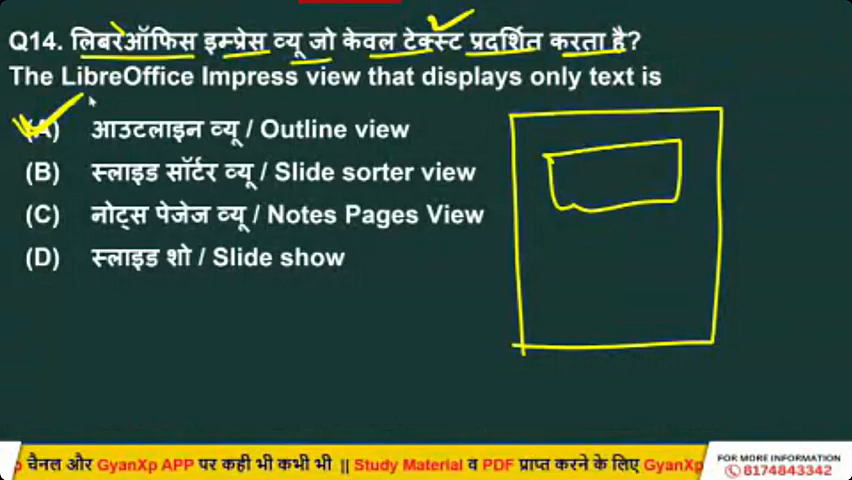 Q14. लिबरऑफिस इम्प्रेस व्यू जो केवल टेक्स्ट प्रदर्शित करता है?
The LibreOffice Impress view that displays only text is
(A) आउटलाइन व्यू / Outline view
(B) स्लाइड सॉर्टर व्यू / Slide sorter view
(C) नोट्स पेजेज व्यू / Notes Pages View
(D) स्लाइड शो / Slide show
चैनल और GyanXp APP पर कही भी कभी भी || Study Material व PDF प्राप्त करने के लिए GyanXp
FOR MORE INFORMATION
8174843342